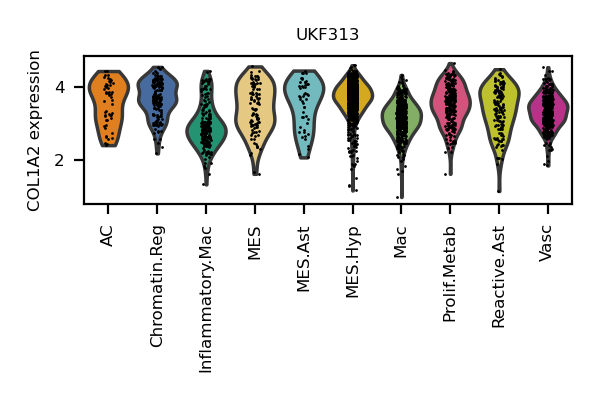 UKF313
COL1A2 expression
4
2
AC
Chromatin.Reg
Inflammatory.Mac
MES
MES.Ast
MES.Hyp
Mac
Prolif.Metab
Reactive.Ast
Vasc